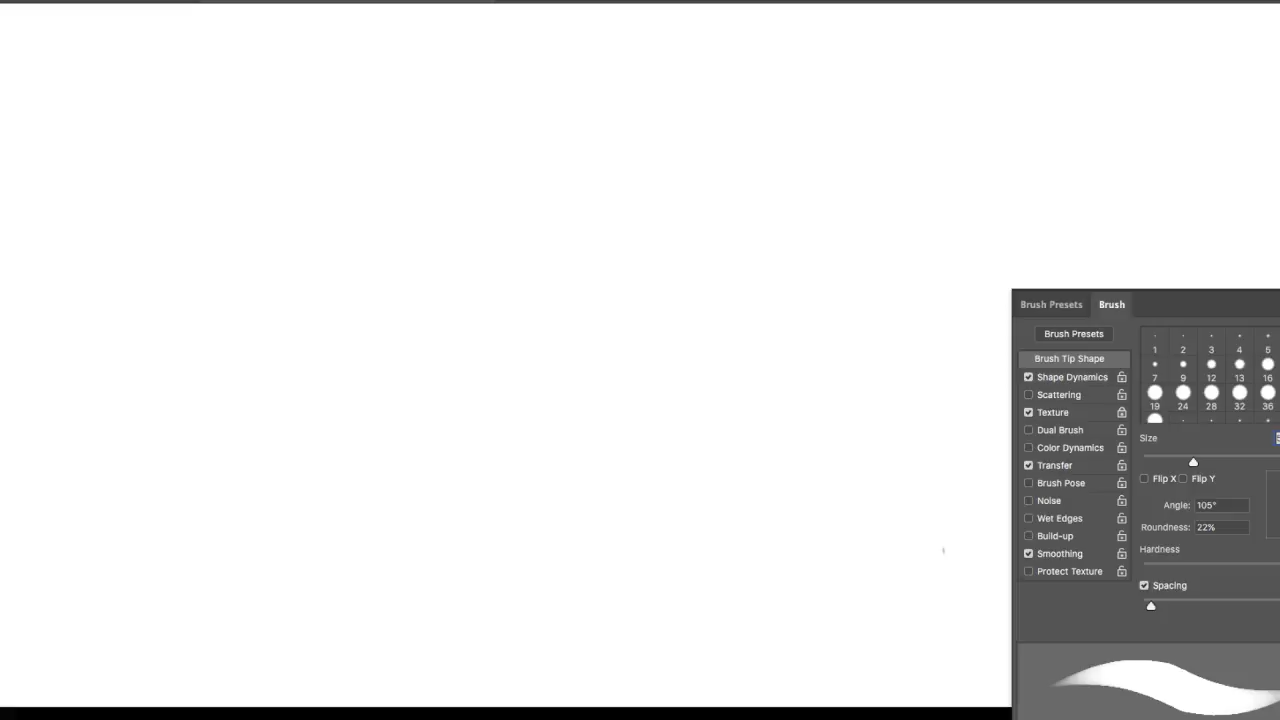 Brush Presets Brush
Brush Presets
Brush Tip Shape
Shape Dynamics
Scattering
Texture
Dual Brush
Color Dynamics
Transfer
Brush Pose
Noise
Wet Edges
Build-up
Smoothing
Protect Texture
1 2 3 4 5
7 9 12 13 16
19 24 28 32 36
Size
Flip X Flip Y
Angle: 105°
Roundness: 22%
Hardness
Spacing